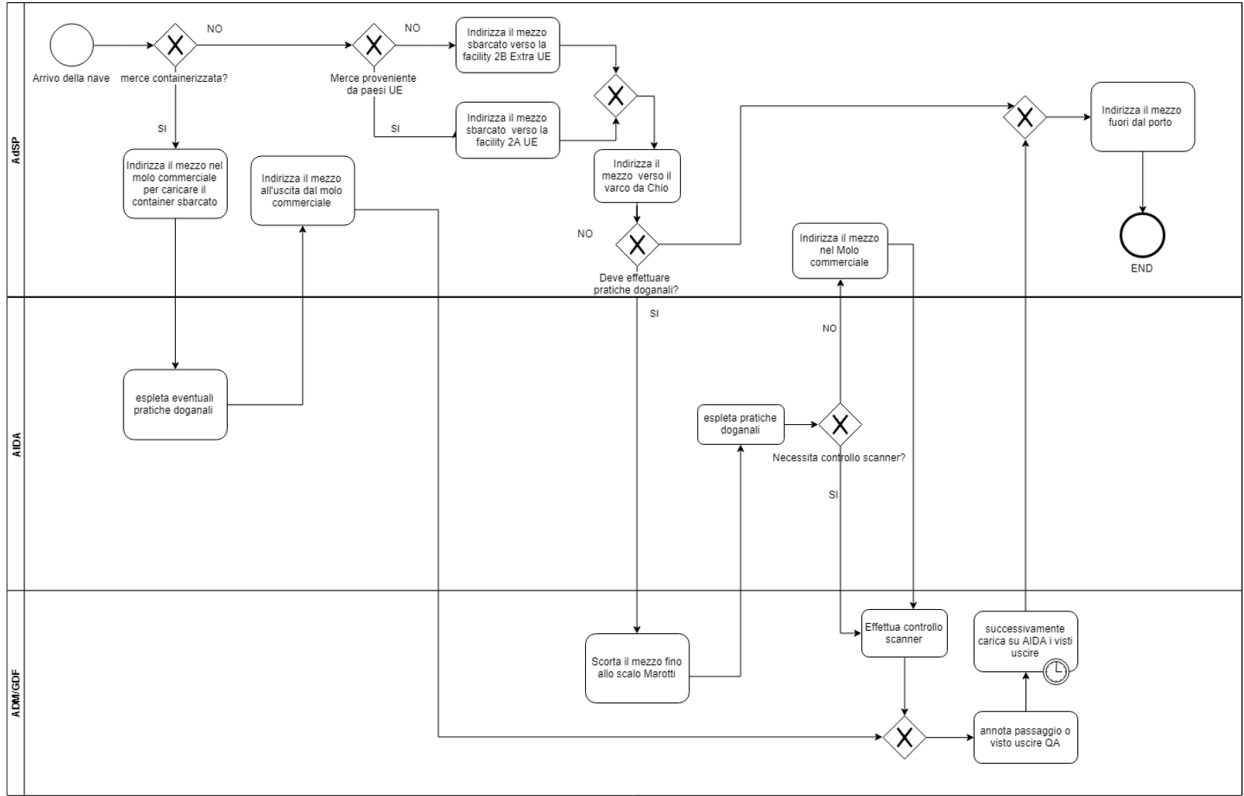 AdSP
Arrivo della nave
merce containerizzata?
NO
SI
Merce proveniente
da paesi UE
NO
SI
Indirizza il mezzo
sbarcato verso la
facility 2B Extra UE
Indirizza il mezzo
sbarcato verso la
facility 2A UE
Indirizza il mezzo nel
molo commerciale
per caricare il
container sbarcato
Indirizza il mezzo
all'uscita dal molo
commerciale
Indirizza il
mezzo verso il
varco da Chio
NO
Deve effettuare
pratiche doganali?
SI
Indirizza il mezzo
nel Molo
commerciale
Indirizza il mezzo
fuori dal porto
END
AIDA
espleta eventuali
pratiche doganali
espleta pratiche
doganali
NO
Necessita controllo scanner?
SI
ADM/GDF
Scorta il mezzo fino
allo scalo Marotti
Effettua controllo
scanner
successivamente
carica su AIDA i visti
uscire
annota passaggio o
visto uscire QA